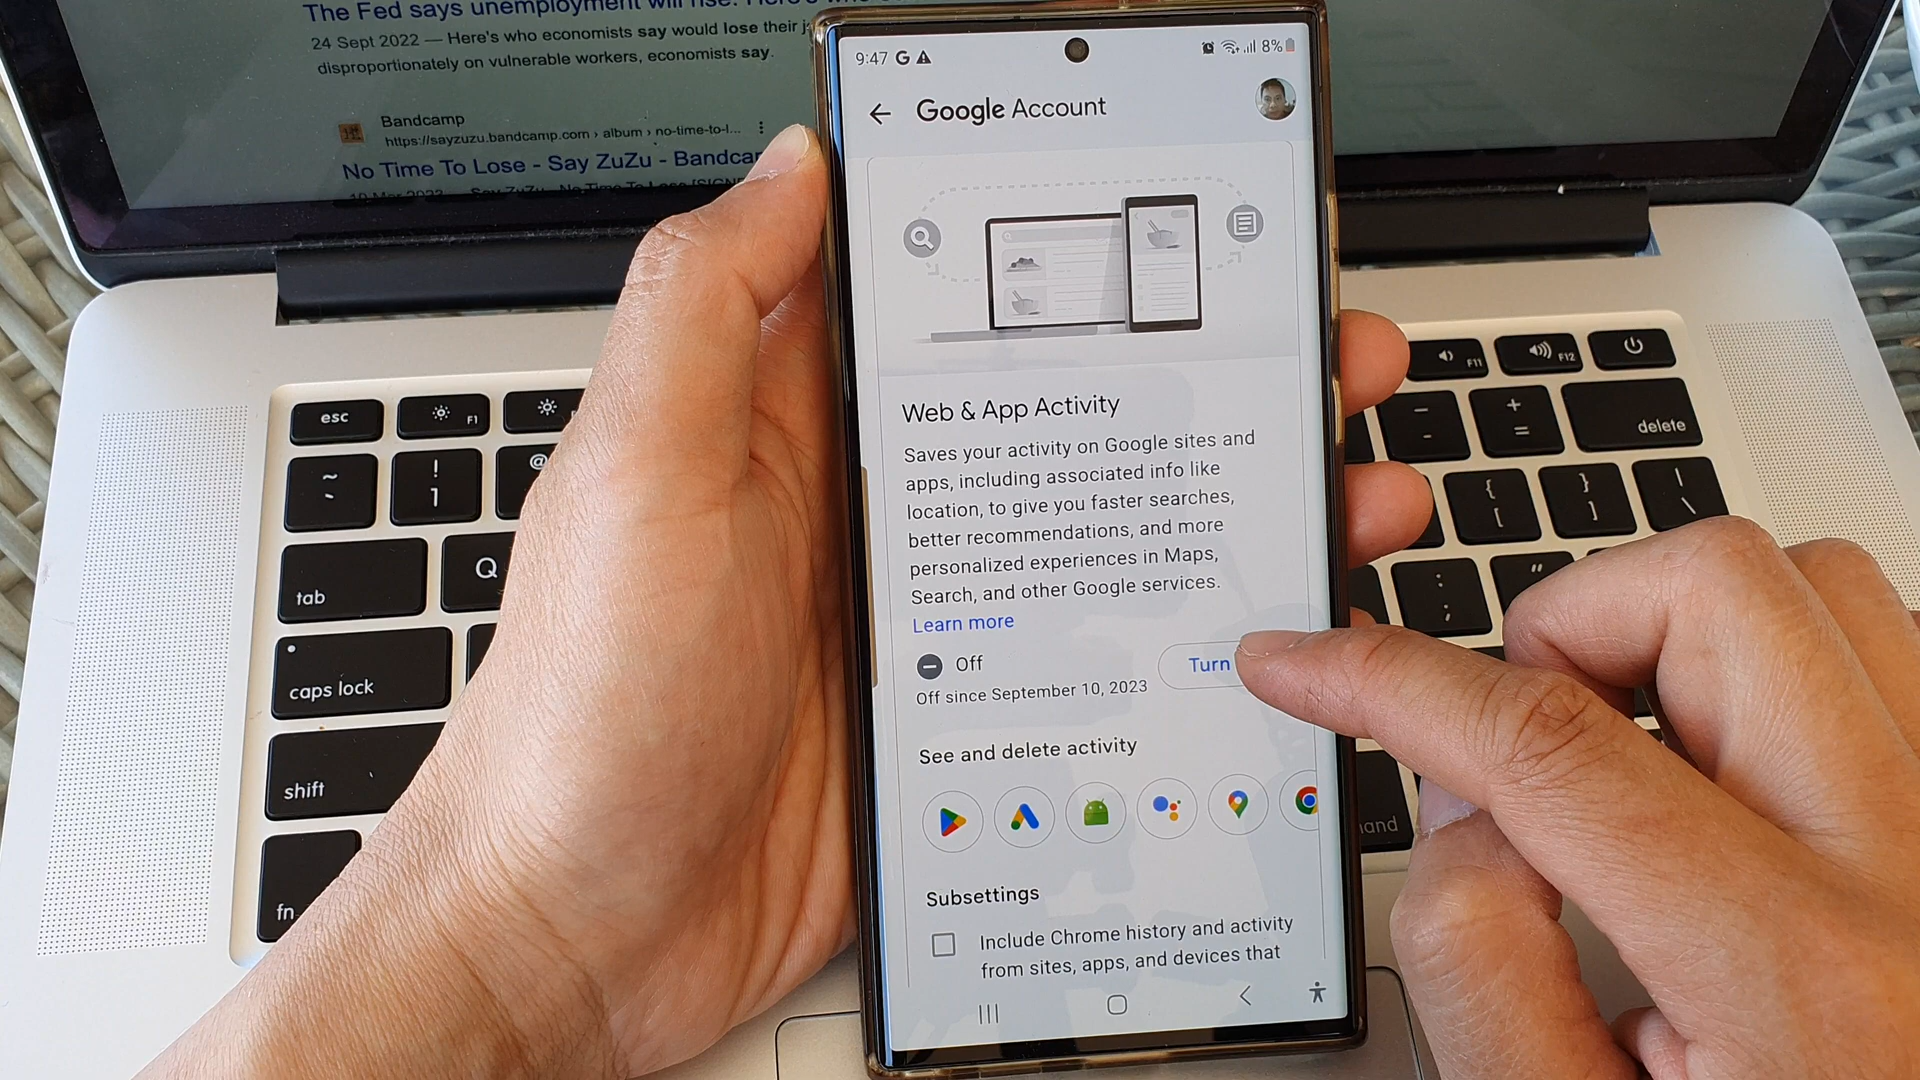 The Fed says unemployment will rise. Here's who
24 Sept 2022 — Here's who economists say would lose their
disproportionately on vulnerable workers, economists say.
Bandcamp
https://sayzuzu.bandcamp.com › album › no-time-to-l...
No Time To Lose - Say ZuZu - Bandcam
9:47
8%
Google Account
Web & App Activity
Saves your activity on Google sites and
apps, including associated info like
location, to give you faster searches,
better recommendations, and more
personalized experiences in Maps,
Search, and other Google services.
Learn more
Off
Turn
Off since September 10, 2023
See and delete activity
Subsettings
Include Chrome history and activity
from sites, apps, and devices that
esc
F1
F11
F12
~
`
!
1
@
-
+
=
delete
tab
Q
{
[
}
]
|
\
caps lock
:
;
"
shift
fn